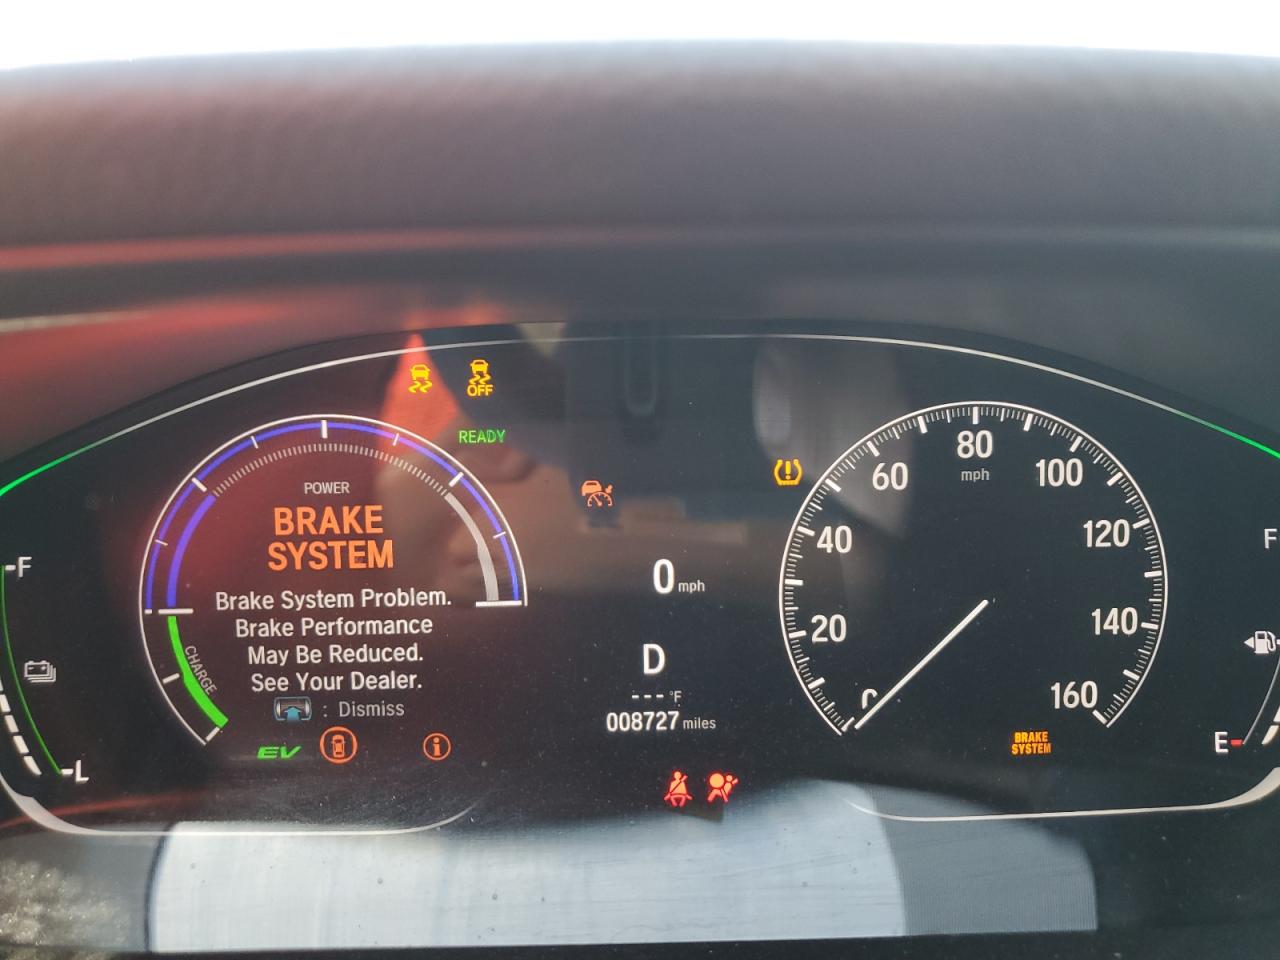 OFF
READY
POWER
BRAKE
SYSTEM
Brake System Problem.
Brake Performance
May Be Reduced.
See Your Dealer.
: Dismiss
CHARGE
EV
i
F
L
0 mph
D
--- °F
008727 miles
0
20
40
60
80
mph
100
120
140
160
BRAKE
SYSTEM
F
E